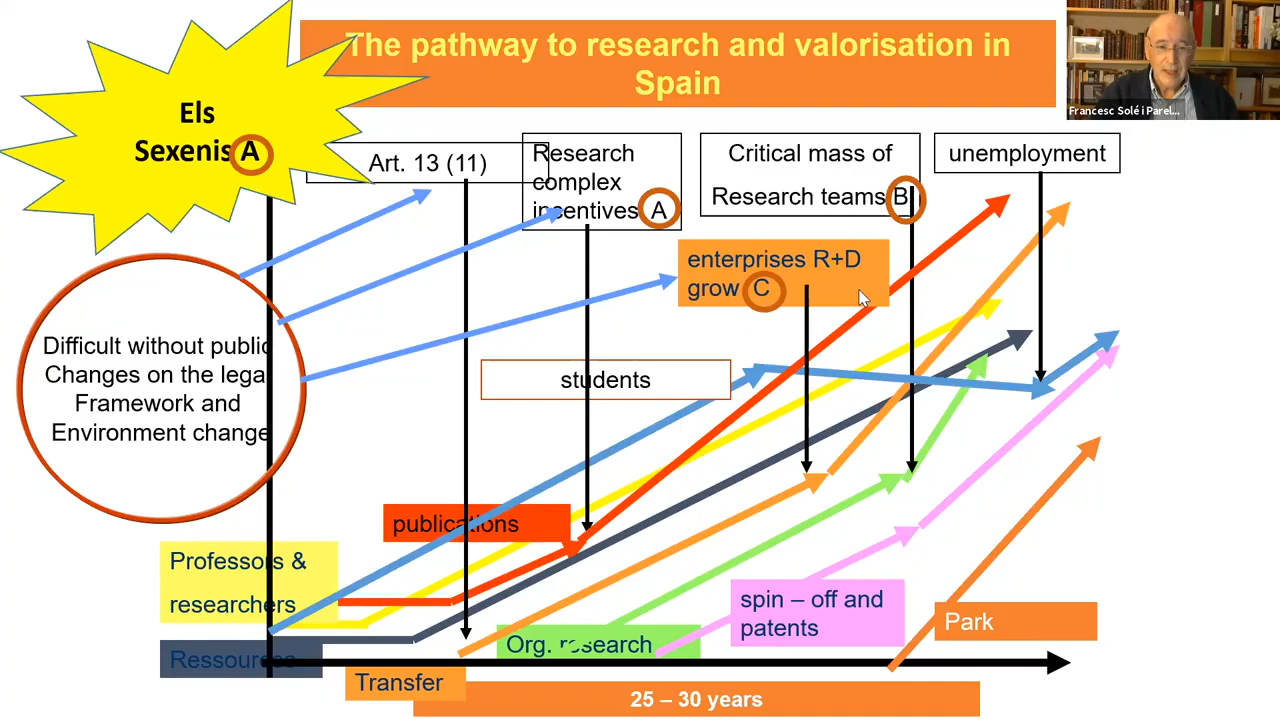 The pathway to research and valorisation in
Spain
Francesc Solé i Parel...
Els
Sexenis A
Art. 13 (11)
Research
complex
incentives A
Critical mass of
Research teams B
unemployment
enterprises R+D
grow C
Difficult without public
Changes on the legal
Framework and
Environment change
students
publications
Professors &
researchers
Ressources
Transfer
Org. research
spin – off and
patents
Park
25 – 30 years